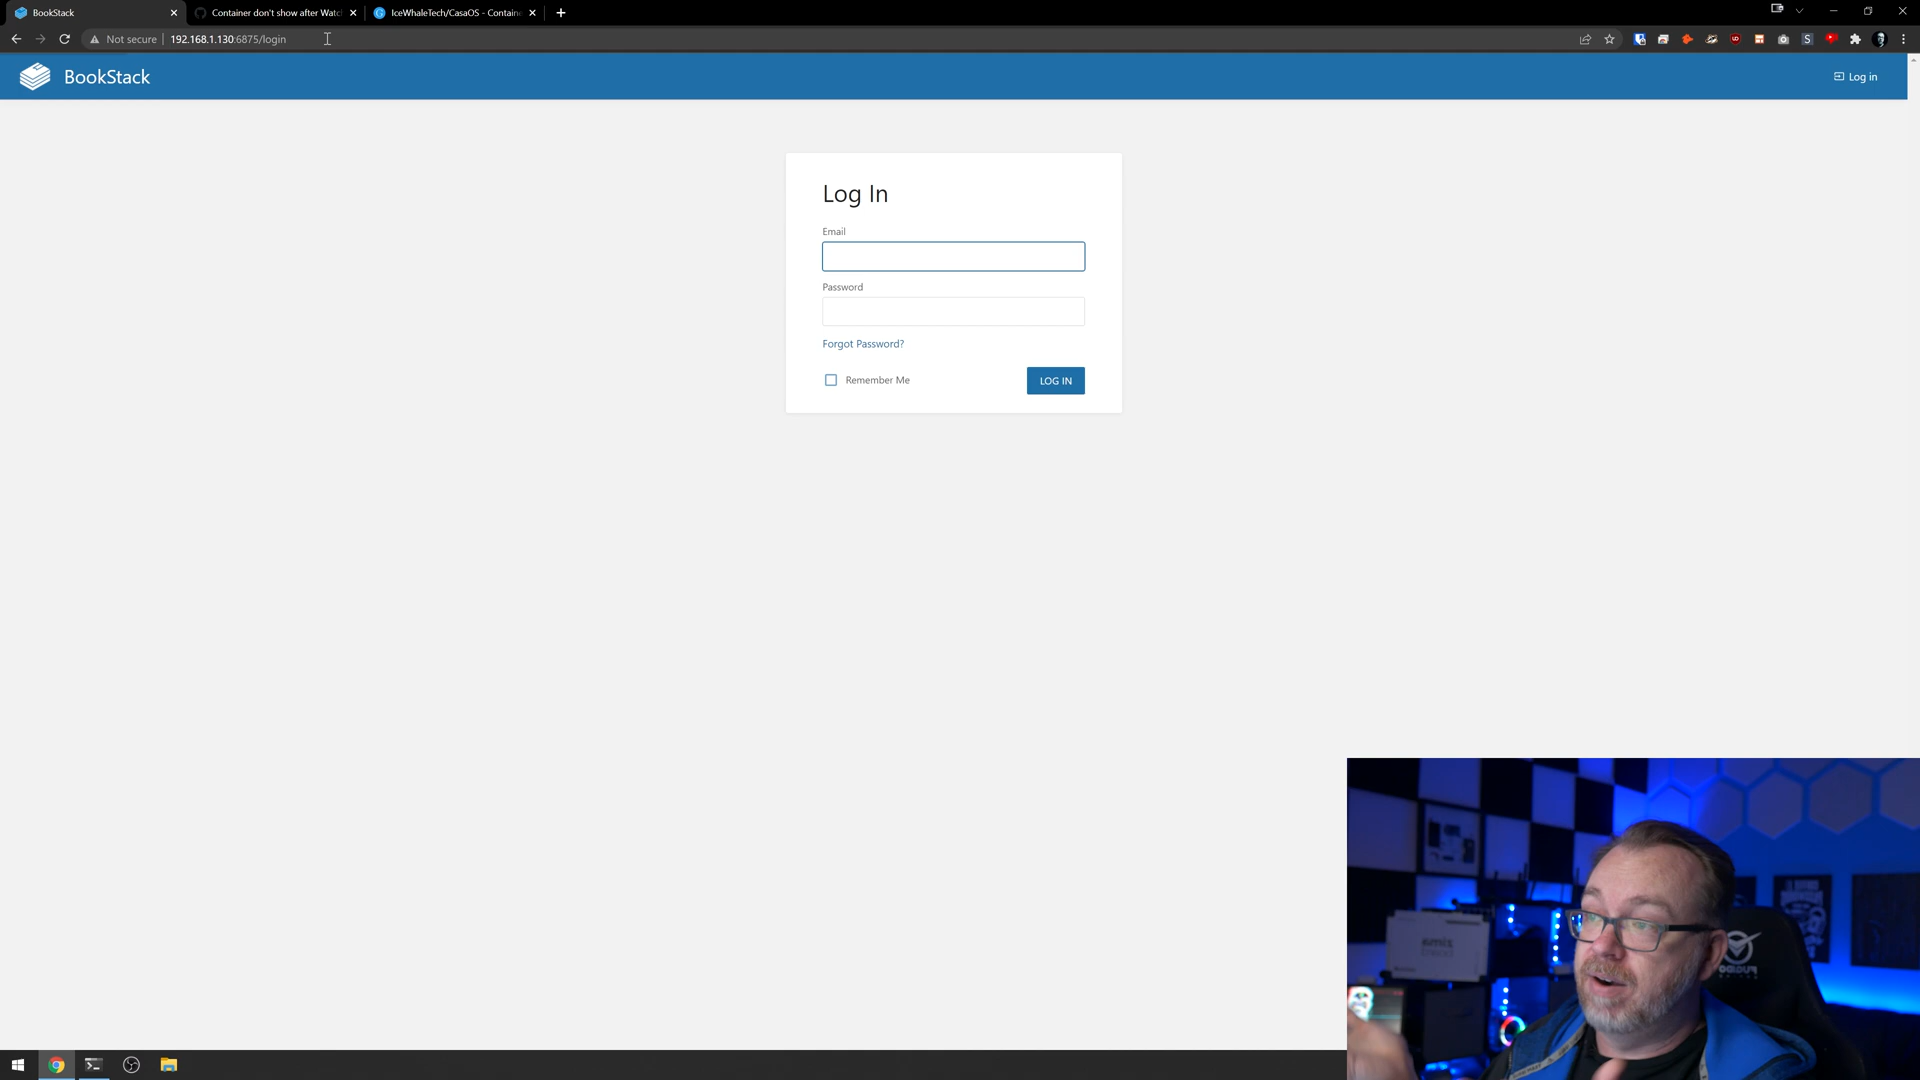 BookStack
Container don't show after Watc
IceWhaleTech/CasaOS - Containe
Not secure
192.168.1.130:6875/login
BookStack
Log in
Log In
Email
Password
Forgot Password?
Remember Me
LOG IN